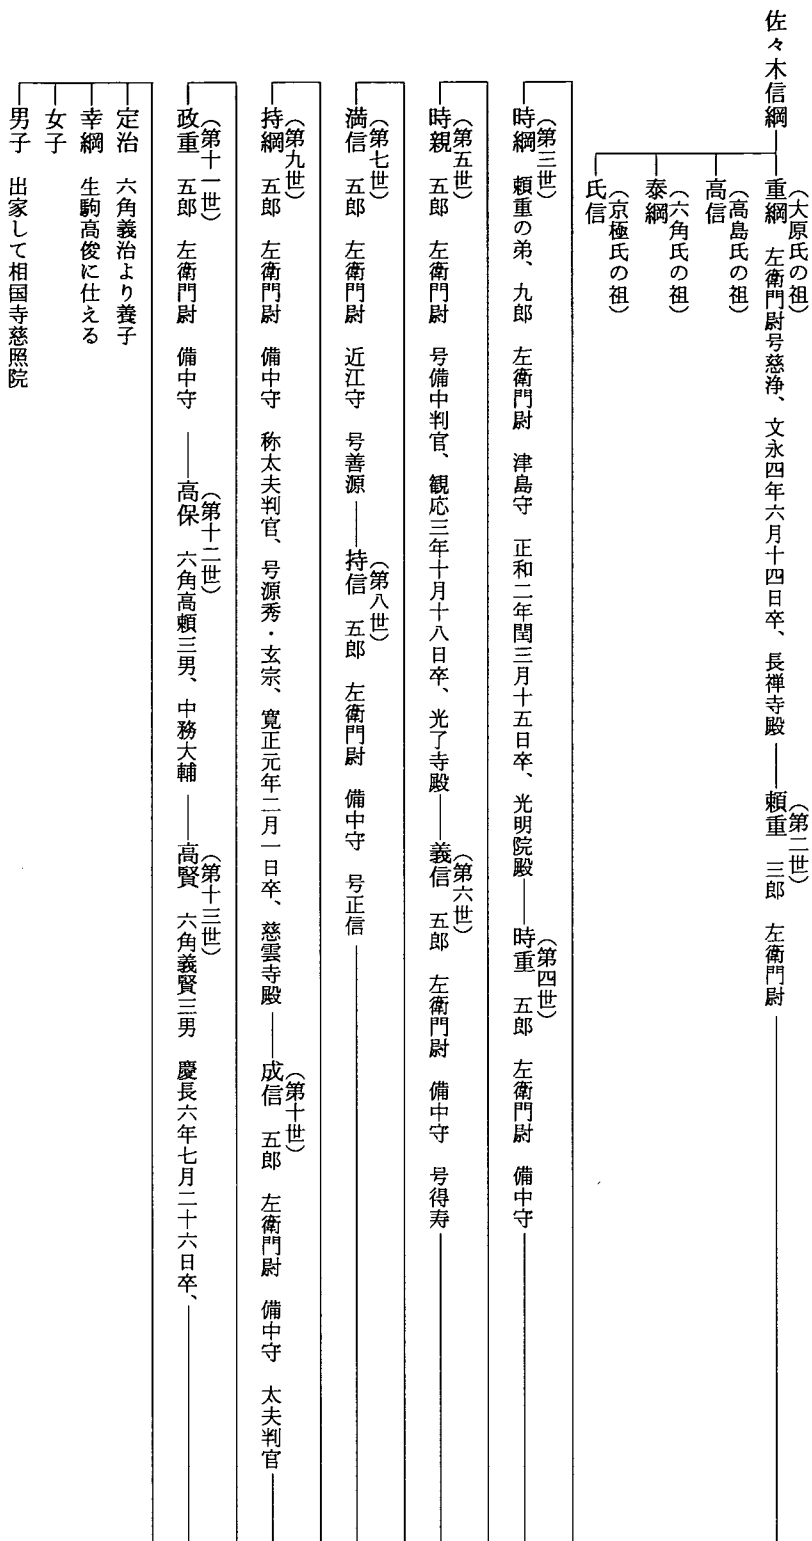 佐々木信綱
(大原氏の祖)
重綱 左衛門尉号慈浄、文永四年六月十四日卒、長禅寺殿
(第二世)
頼重 三郎 左衛門尉
(高島氏の祖)
高信
(六角氏の祖)
泰綱
(京極氏の祖)
氏信
(第三世)
時綱 頼重の弟、九郎 左衛門尉 津島守 正和二年閏三月十五日卒、光明院殿
(第四世)
時重 五郎 左衛門尉 備中守
(第五世)
時親 五郎 左衛門尉 号備中判官、観応三年十月十八日卒、光了寺殿
(第六世)
義信 五郎 左衛門尉 備中守 号得寿
(第七世)
満信 五郎 左衛門尉 近江守 号善源
(第八世)
持信 五郎 左衛門尉 備中守 号正信
(第九世)
持綱 五郎 左衛門尉 備中守 称太夫判官、号源秀・玄宗、寛正元年二月一日卒、慈雲寺殿
(第十世)
成信 五郎 左衛門尉 備中守 太夫判官
(第十一世)
政重 五郎 左衛門尉 備中守
(第十二世)
高保 六角高頼三男、中務大輔
(第十三世)
高賢 六角義賢三男 慶長六年七月二十六日卒、
定治 六角義治より養子
幸綱 生駒高俊に仕える
女子
男子 出家して相国寺慈照院